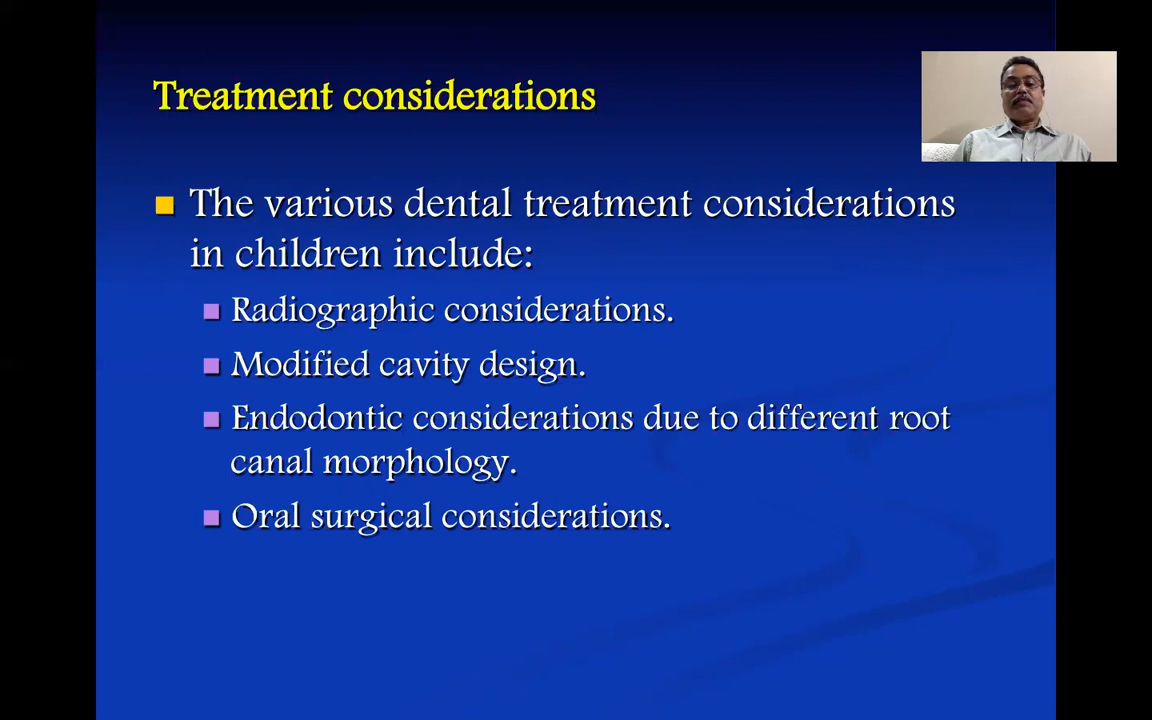 Treatment considerations
The various dental treatment considerations
in children include:
Radiographic considerations.
Modified cavity design.
Endodontic considerations due to different root
canal morphology.
Oral surgical considerations.